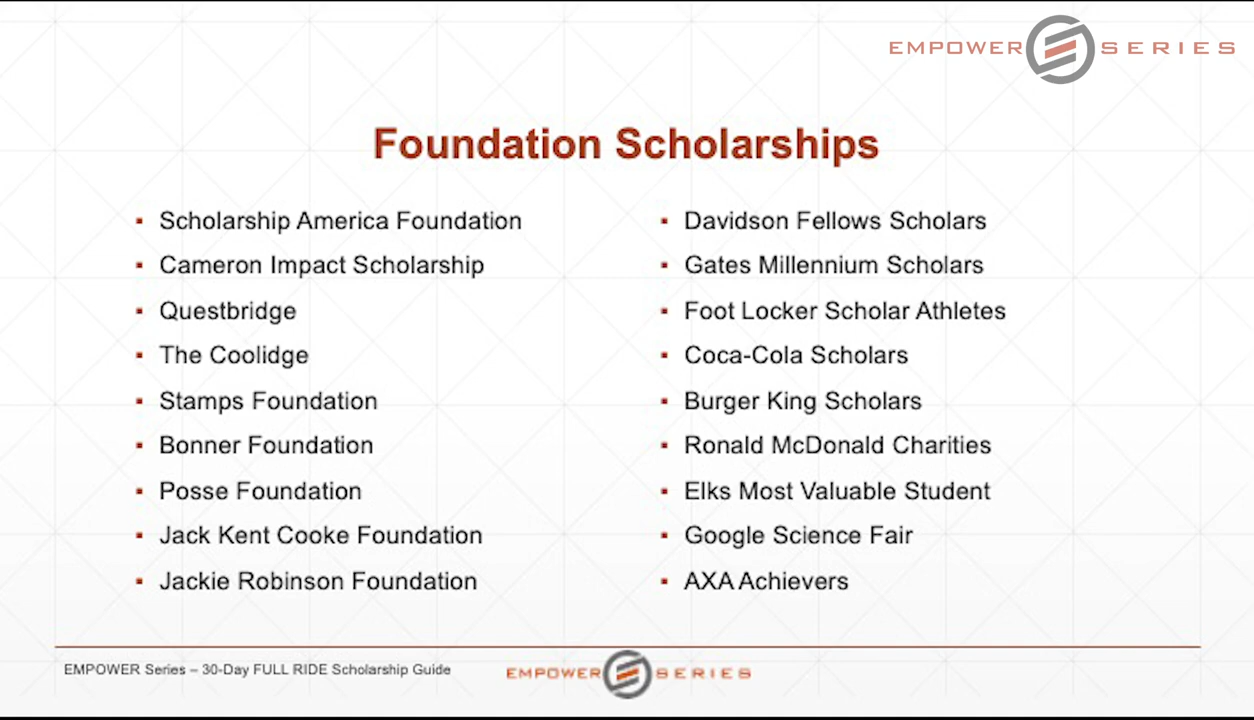 EMPOWER SERIES
Foundation Scholarships
▪ Scholarship America Foundation
▪ Cameron Impact Scholarship
▪ Questbridge
▪ The Coolidge
▪ Stamps Foundation
▪ Bonner Foundation
▪ Posse Foundation
▪ Jack Kent Cooke Foundation
▪ Jackie Robinson Foundation
▪ Davidson Fellows Scholars
▪ Gates Millennium Scholars
▪ Foot Locker Scholar Athletes
▪ Coca-Cola Scholars
▪ Burger King Scholars
▪ Ronald McDonald Charities
▪ Elks Most Valuable Student
▪ Google Science Fair
▪ AXA Achievers
EMPOWER Series – 30-Day FULL RIDE Scholarship Guide
EMPOWER SERIES